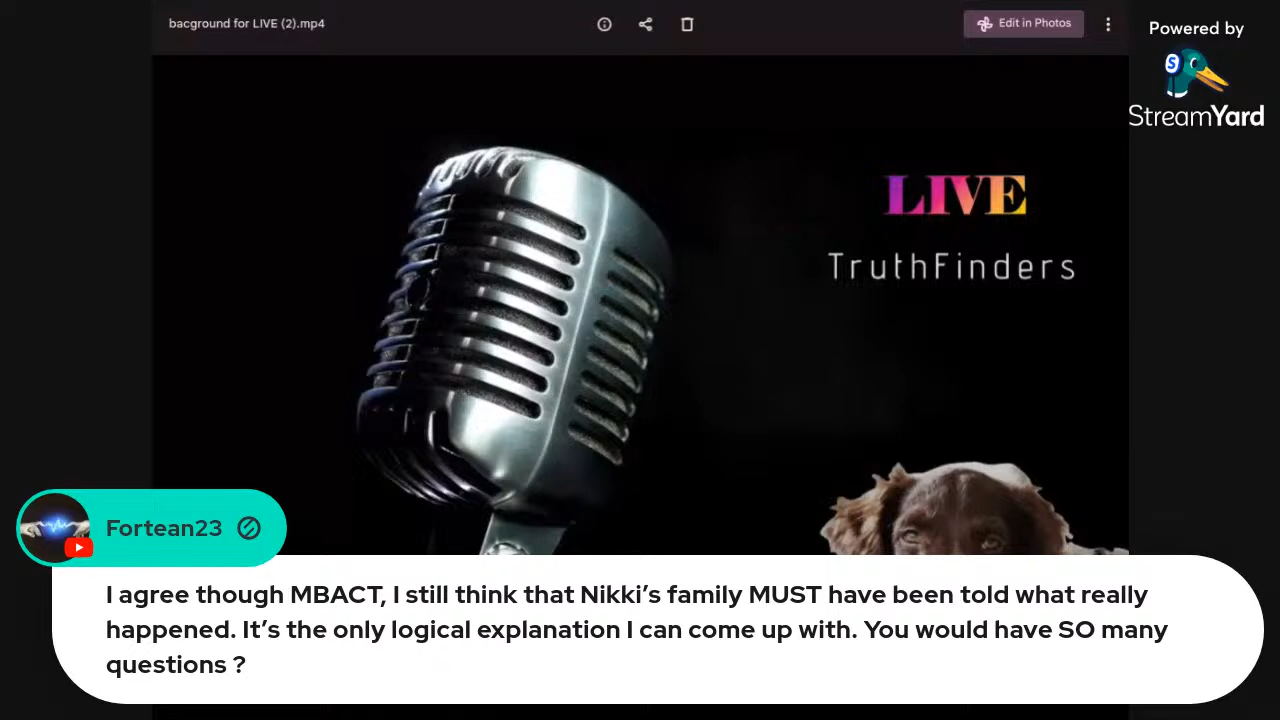 bacground for LIVE (2).mp4
Edit in Photos
Powered by
S
StreamYard
LIVE
TruthFinders
Fortean23
I agree though MBACT, I still think that Nikki’s family MUST have been told what really
happened. It’s the only logical explanation I can come up with. You would have SO many
questions ?